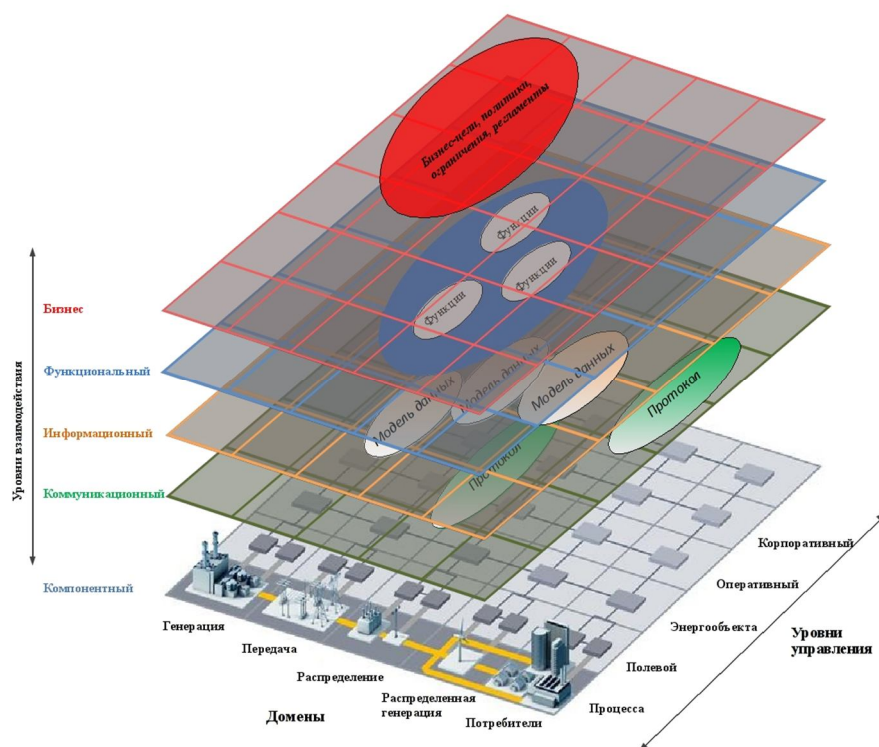 Бизнес-цели, политики,
ограничения, регламенты
Функции
Функции
Функции
Модель данных
Модель данных
Модель данных
Протокол
Протокол
Уровни взаимодействия
Бизнес
Функциональный
Информационный
Коммуникационный
Компонентный
Генерация
Передача
Распределение
Распределенная
генерация
Потребители
Домены
Процесса
Полевой
Энергообъекта
Оперативный
Корпоративный
Уровни
управления